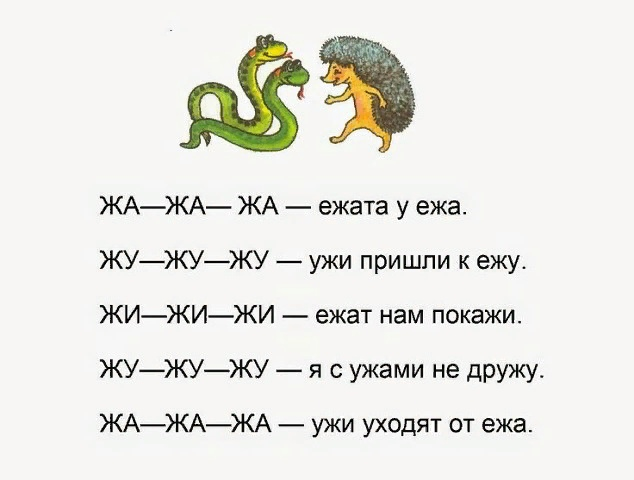 ЖА—ЖА— ЖА — ежата у ежа.
ЖУ—ЖУ—ЖУ — ужи пришли к ежу.
ЖИ—ЖИ—ЖИ — ежат нам покажи.
ЖУ—ЖУ—ЖУ — я с ужами не дружу.
ЖА—ЖА—ЖА — ужи уходят от ежа.